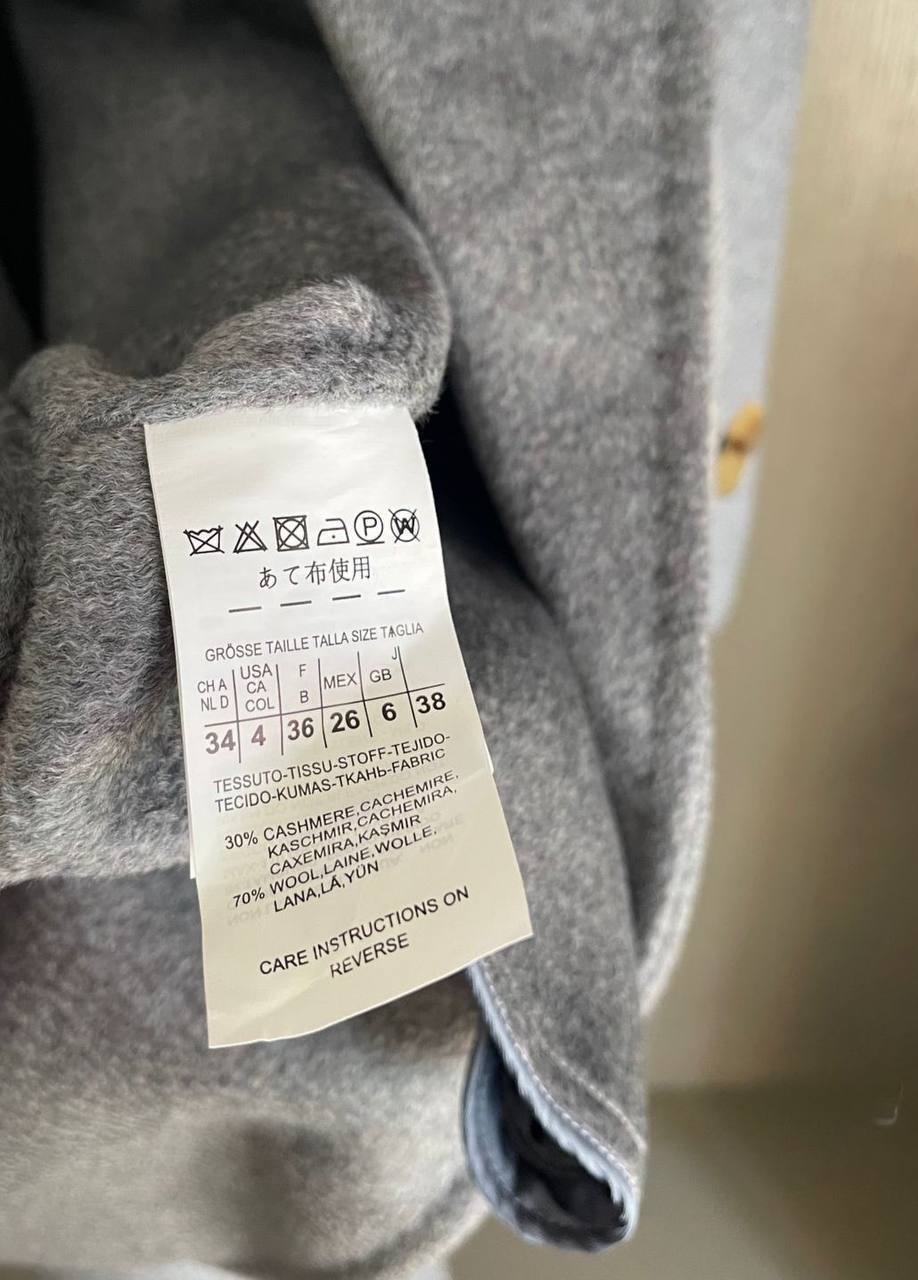 P W
あて布使用
GRÖSSE TAILLE TALLA SIZE TAGLIA
CH A NL D USA CA COL F B MEX GB J
34 4 36 26 6 38
TESSUTO-TISSU-STOFF-TEJIDO-
TECIDO-KUMAS-ТКАНЬ-FABRIC
30% CASHMERE,CACHEMIRE,
KASCHMIR,CACHEMIRA,
CAXEMIRA,KAŞMIR
70% WOOL,LAINE,WOLLE,
LANA,LÃ,YÜN
CARE INSTRUCTIONS ON
REVERSE